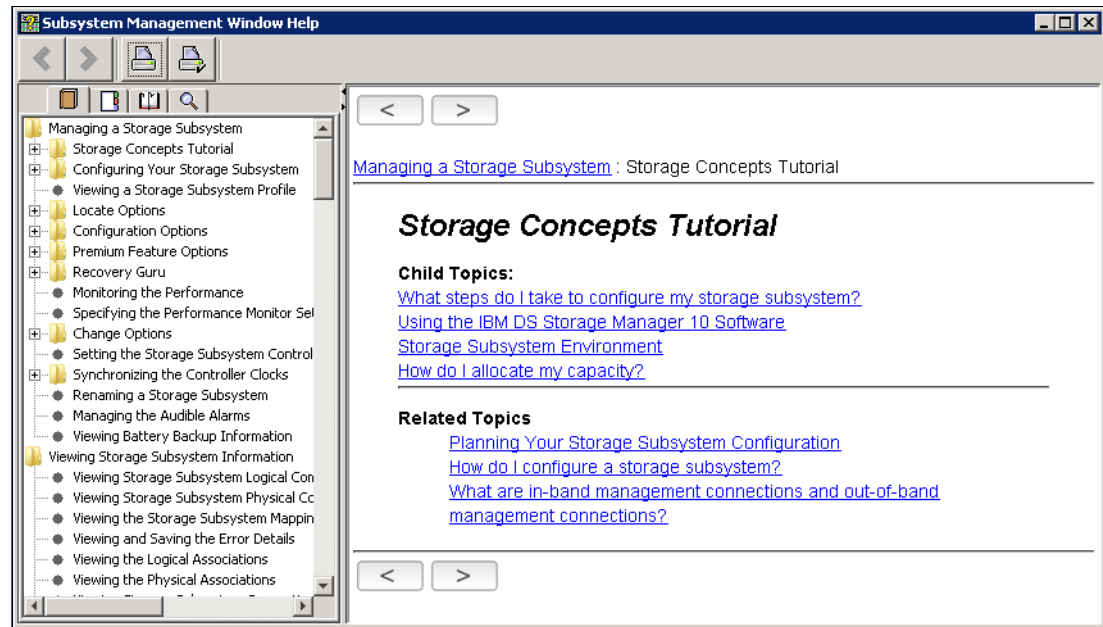 Subsystem Management Window Help
Managing a Storage Subsystem
Storage Concepts Tutorial
Configuring Your Storage Subsystem
Viewing a Storage Subsystem Profile
Locate Options
Configuration Options
Premium Feature Options
Recovery Guru
Monitoring the Performance
Specifying the Performance Monitor Set
Change Options
Setting the Storage Subsystem Control
Synchronizing the Controller Clocks
Renaming a Storage Subsystem
Managing the Audible Alarms
Viewing Battery Backup Information
Viewing Storage Subsystem Information
Viewing Storage Subsystem Logical Con
Viewing Storage Subsystem Physical Co
Viewing the Storage Subsystem Mappin
Viewing and Saving the Error Details
Viewing the Logical Associations
Viewing the Physical Associations
< >
Managing a Storage Subsystem : Storage Concepts Tutorial
Storage Concepts Tutorial
Child Topics:
What steps do I take to configure my storage subsystem?
Using the IBM DS Storage Manager 10 Software
Storage Subsystem Environment
How do I allocate my capacity?
Related Topics
Planning Your Storage Subsystem Configuration
How do I configure a storage subsystem?
What are in-band management connections and out-of-band
management connections?
< >